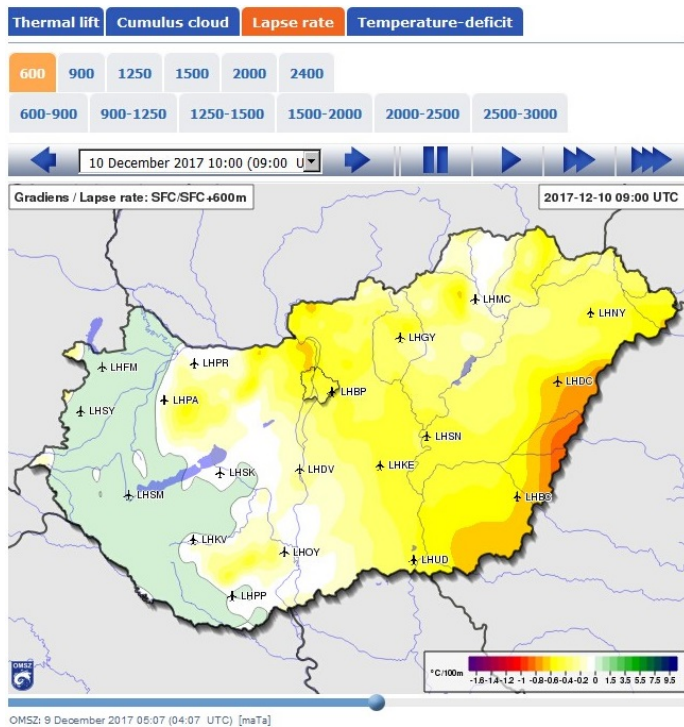 Thermal lift Cumulus cloud Lapse rate Temperature-deficit
600 900 1250 1500 2000 2400
600-900 900-1250 1250-1500 1500-2000 2000-2500 2500-3000
10 December 2017 10:00 (09:00 U
Gradiens / Lapse rate: SFC/SFC+600m 2017-12-10 09:00 UTC
LHMC
LHNY
LHGY
LHPR
LHFM
LHDC
LHBP
LHPA
LHSY
LHSN
LHKE
LHDV
LHSK
LHSM
LHBC
LHKV
LHOY
LHUD
LHPP
OMSZ
°C/100m -1.6 -1.4 -1.2 -1 -0.8 -0.6 -0.4 -0.2 0 1.5 3.5 5.5 7.5 9.5
OMSZ: 9 December 2017 05:07 (04:07 UTC) [maTa]